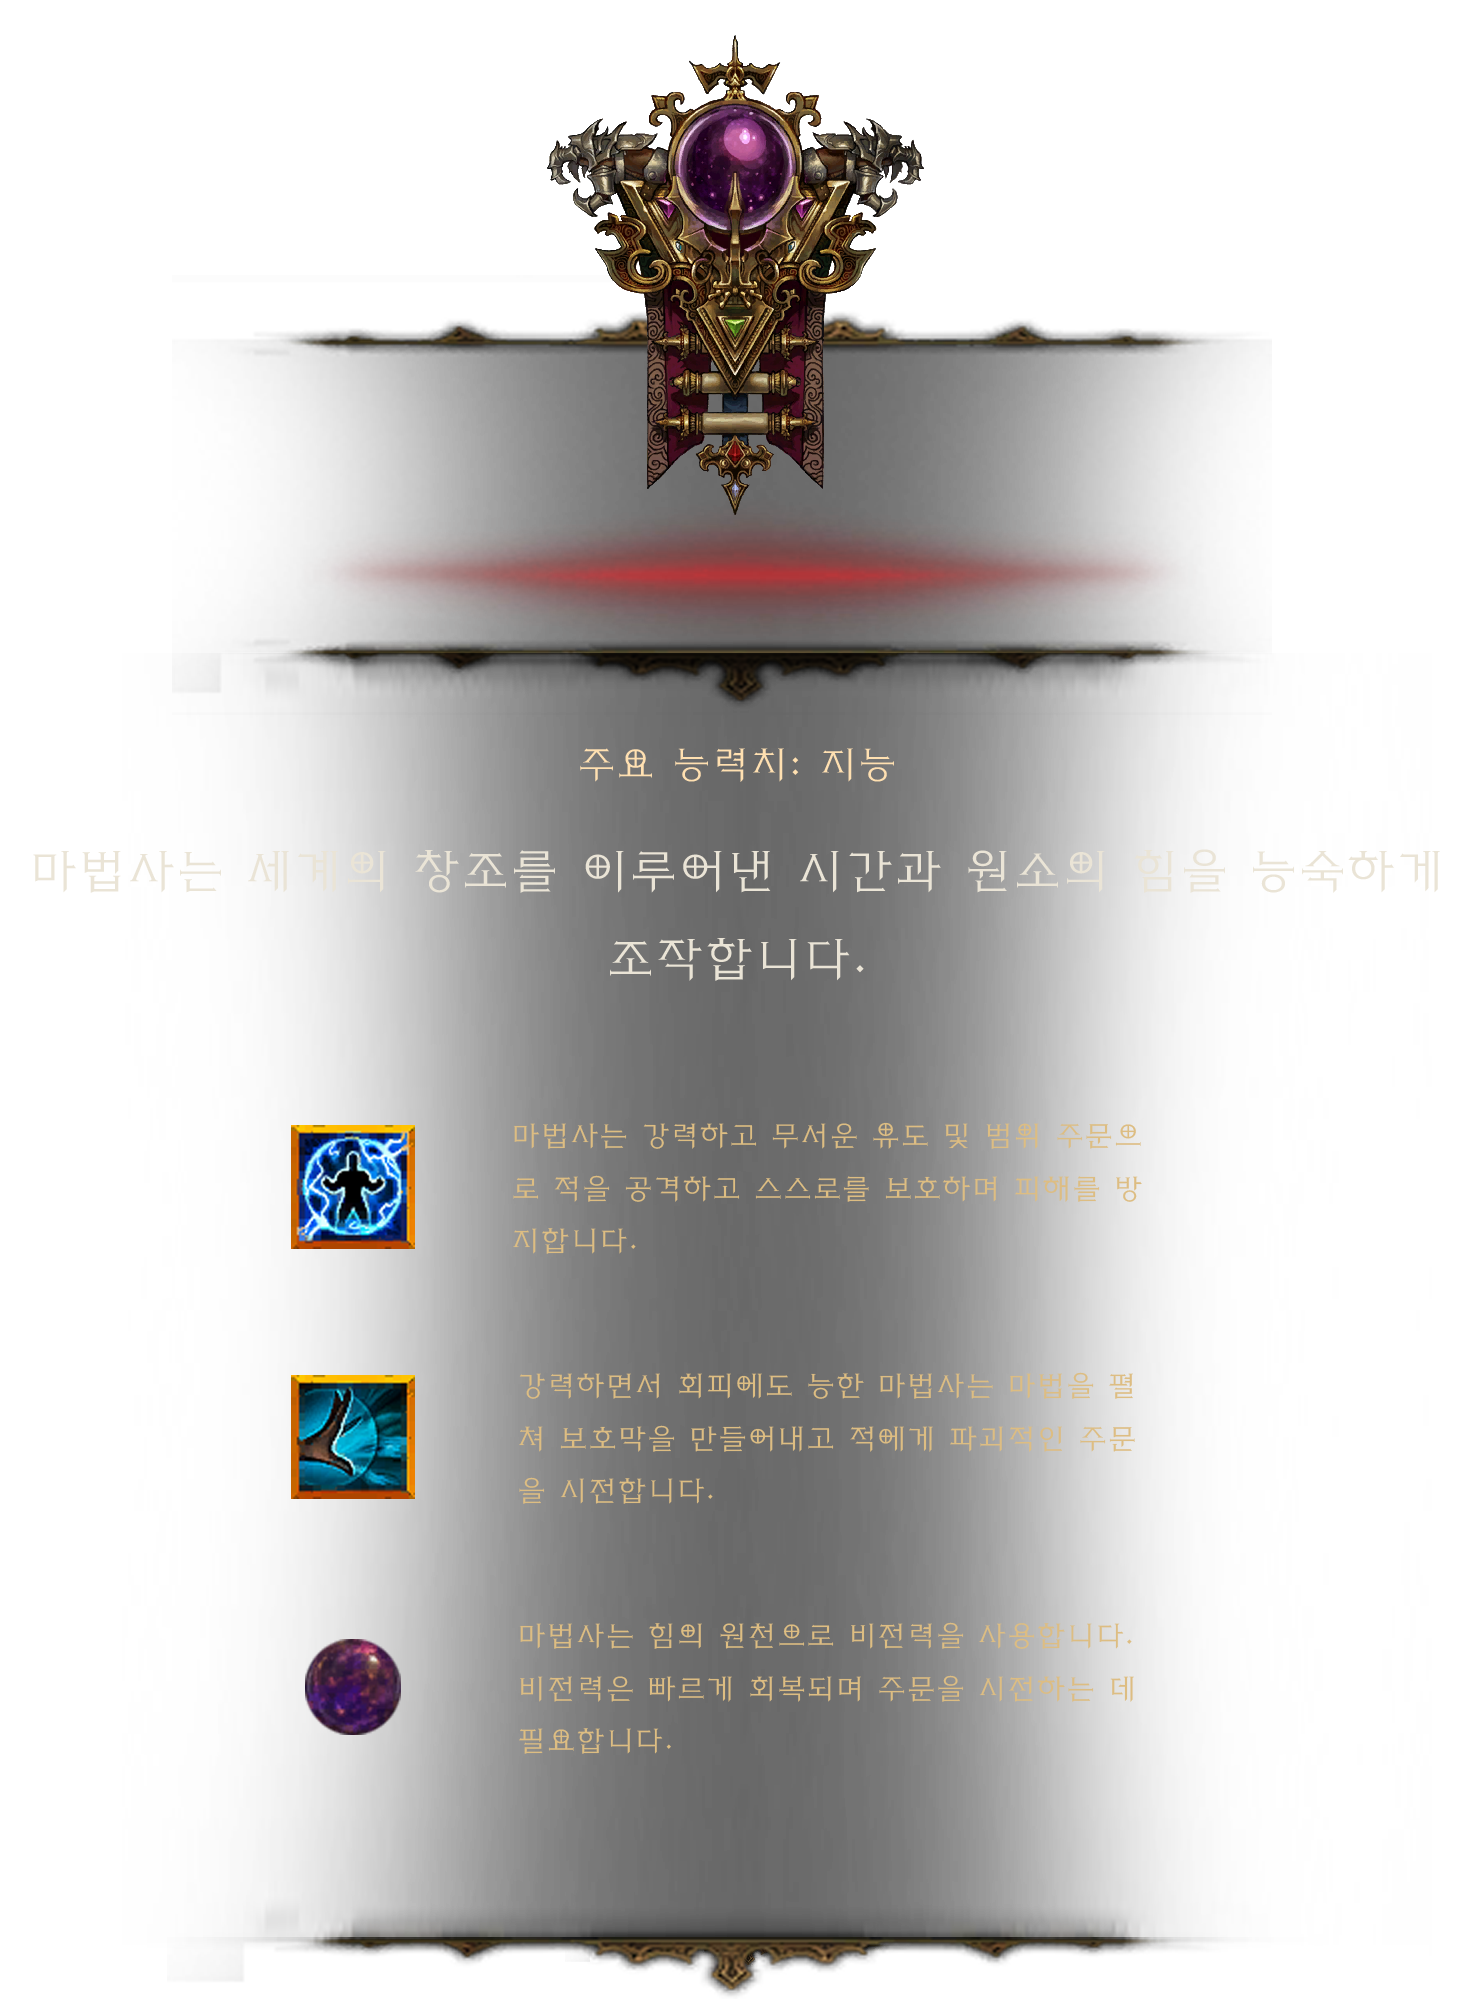 주요 능력치: 지능
마법사는 세계의 창조를 이루어낸 시간과 원소의 힘을 능숙하게
조작합니다.
마법사는 강력하고 무서운 유도 및 범위 주문으
로 적을 공격하고 스스로를 보호하며 피해를 방
지합니다.
강력하면서 회피에도 능한 마법사는 마법을 펼
쳐 보호막을 만들어내고 적에게 파괴적인 주문
을 시전합니다.
마법사는 힘의 원천으로 비전력을 사용합니다.
비전력은 빠르게 회복되며 주문을 시전하는 데
필요합니다.